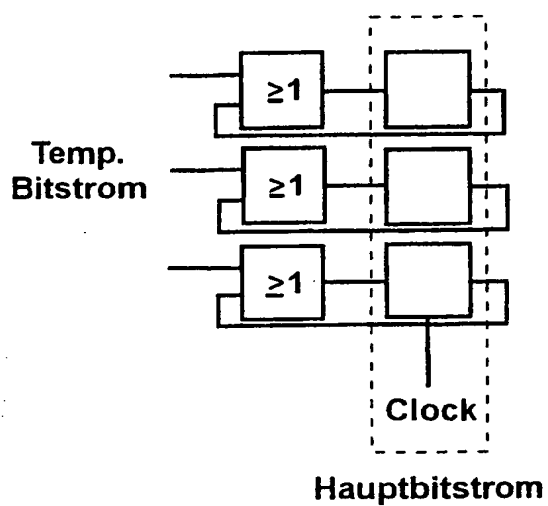 ≥1
Temp.
Bitstrom
≥1
≥1
Clock
Hauptbitstrom